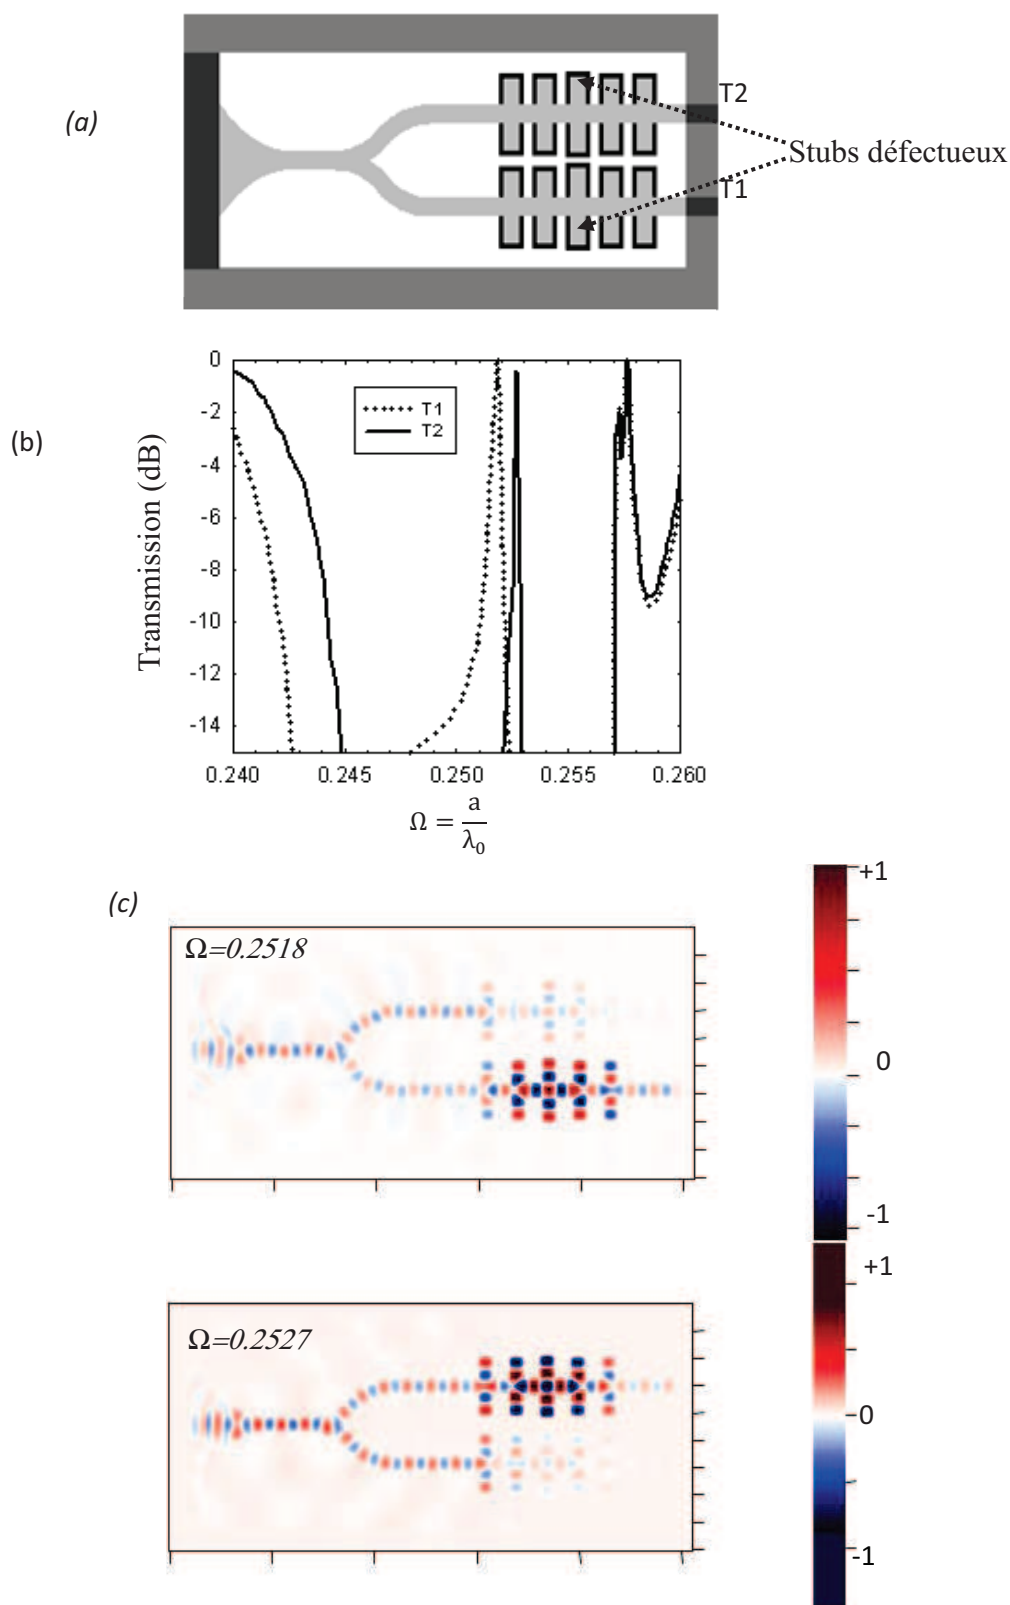 (a)
T2
Stubs défectueux
T1
(b)
Transmission (dB)
0
-2
-4
-6
-8
-10
-12
-14
T1
T2
0.240 0.245 0.250 0.255 0.260
Ω = a/λ₀
(c)
Ω=0.2518
+1
0
-1
Ω=0.2527
+1
0
-1